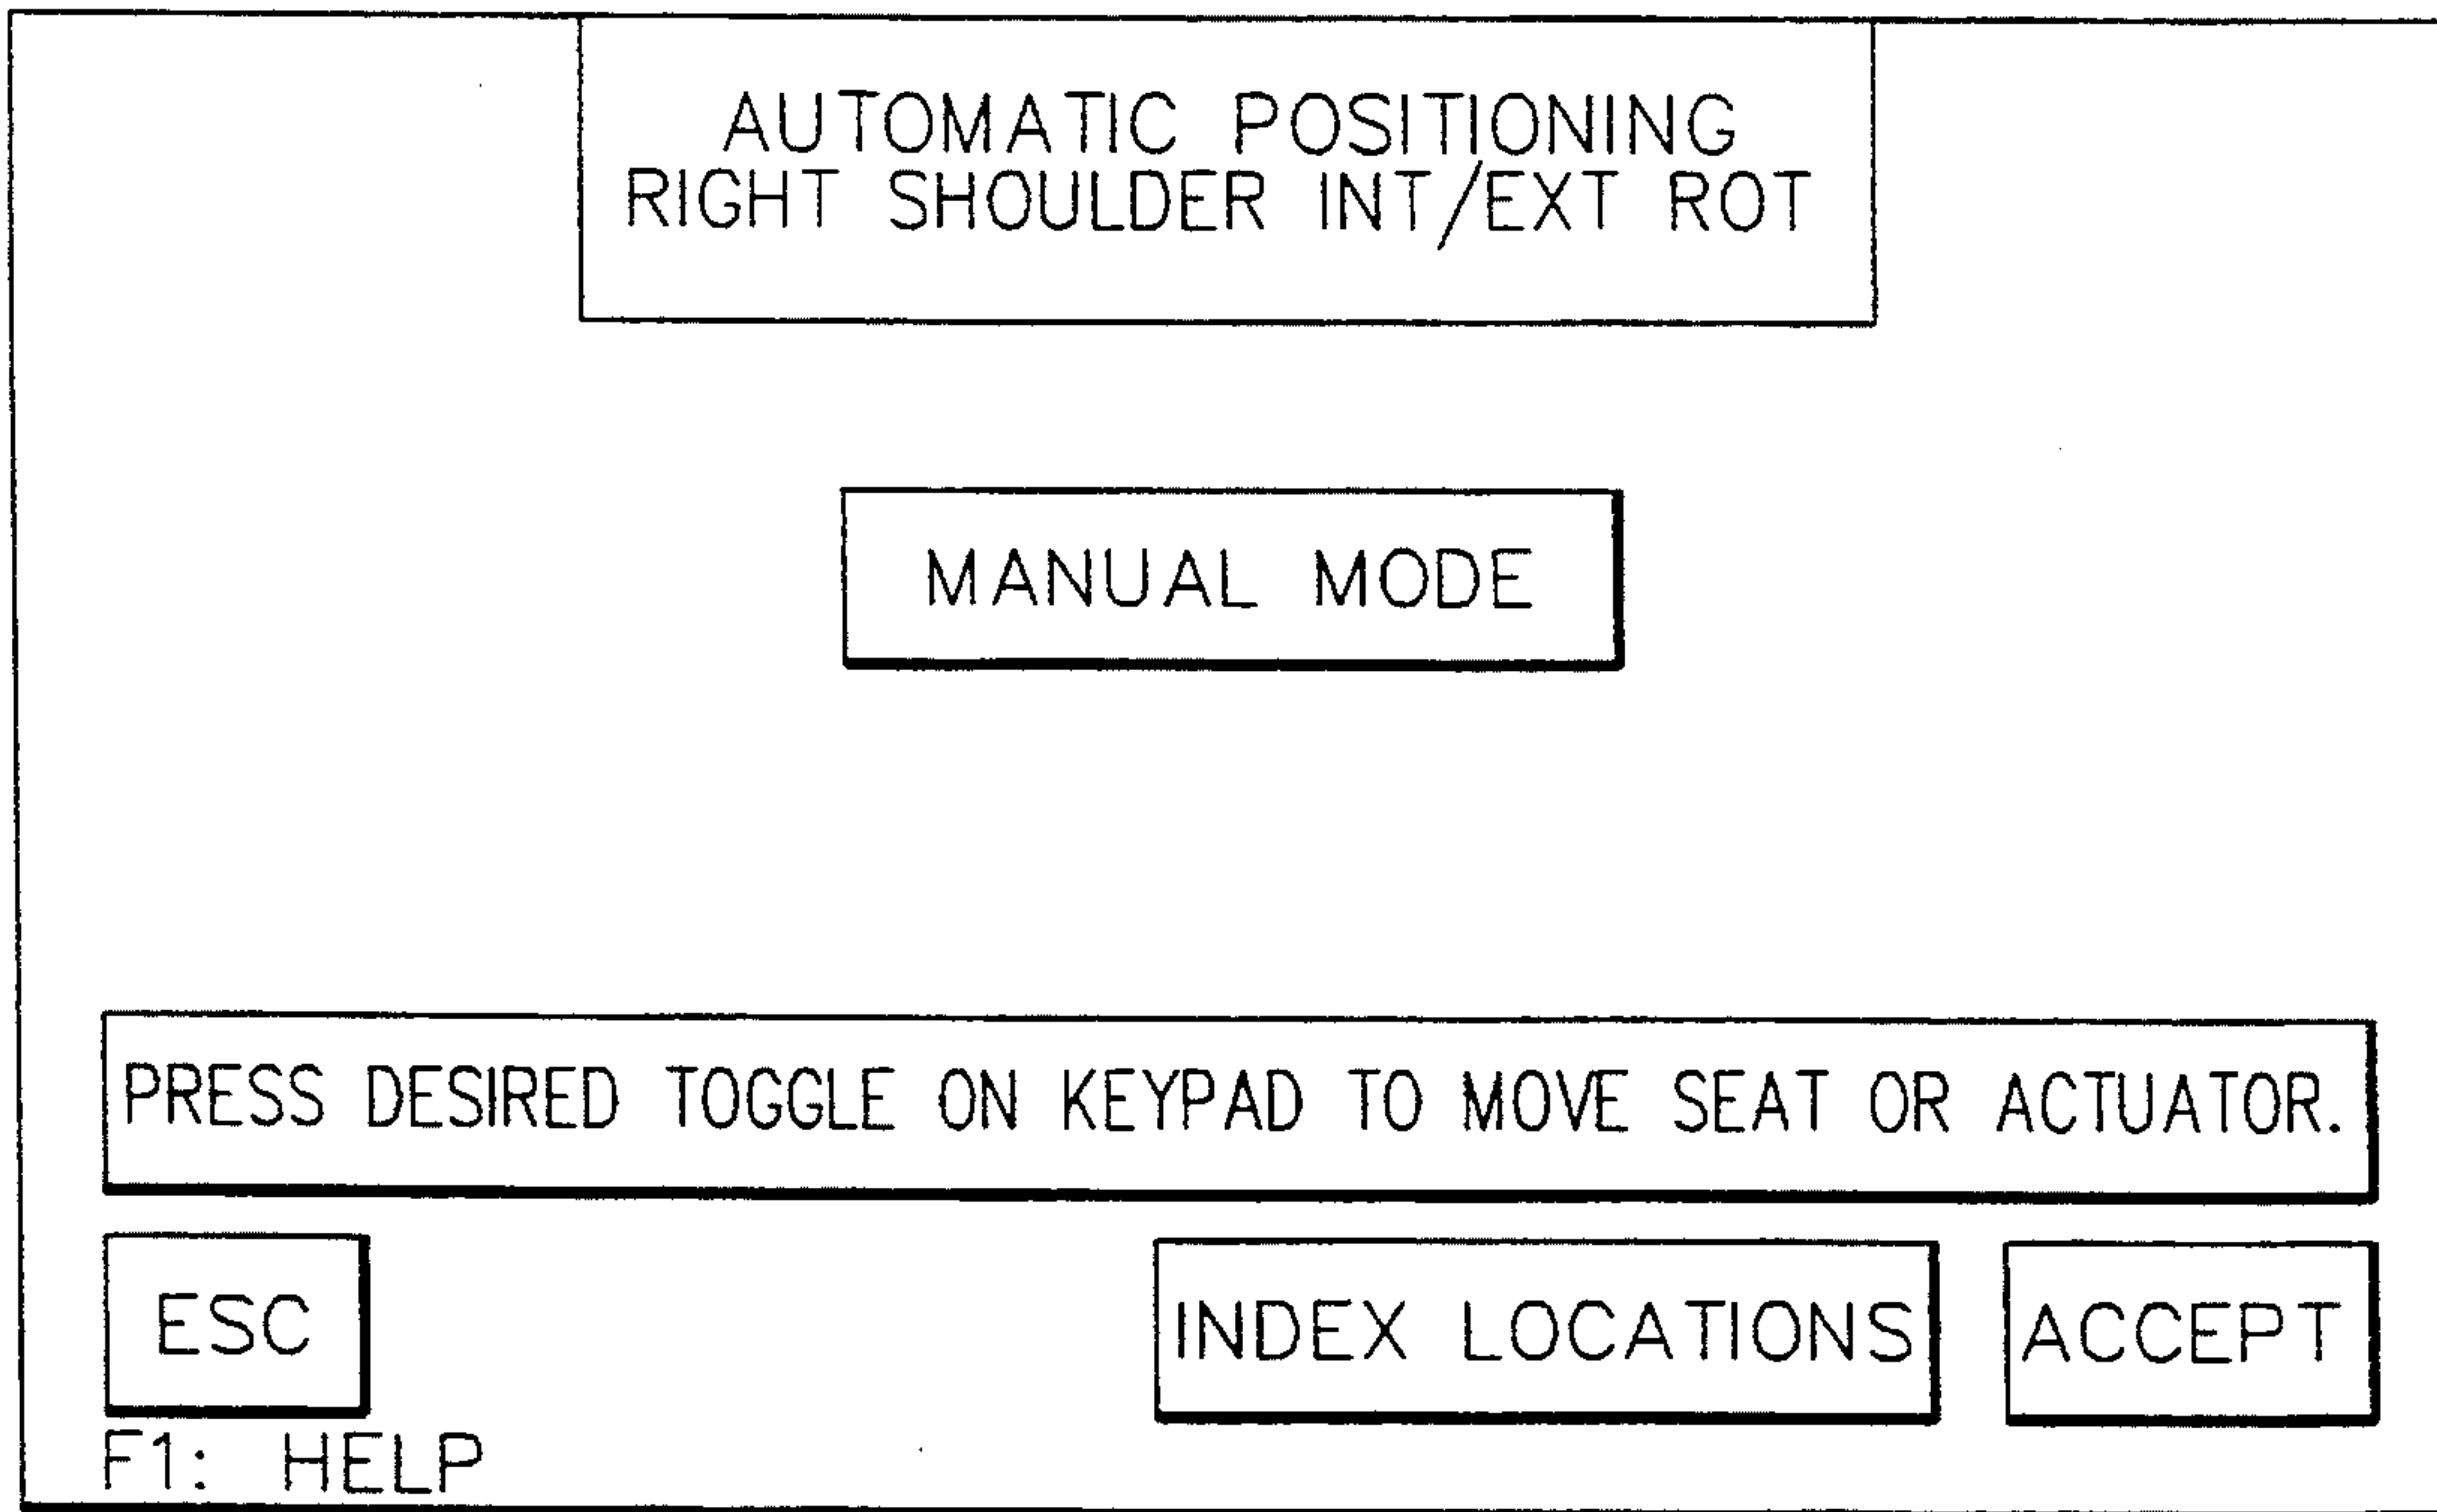 AUTOMATIC POSITIONING
RIGHT SHOULDER INT/EXT ROT
MANUAL MODE
PRESS DESIRED TOGGLE ON KEYPAD TO MOVE SEAT OR ACTUATOR.
ESC
INDEX LOCATIONS
ACCEPT
F1: HELP